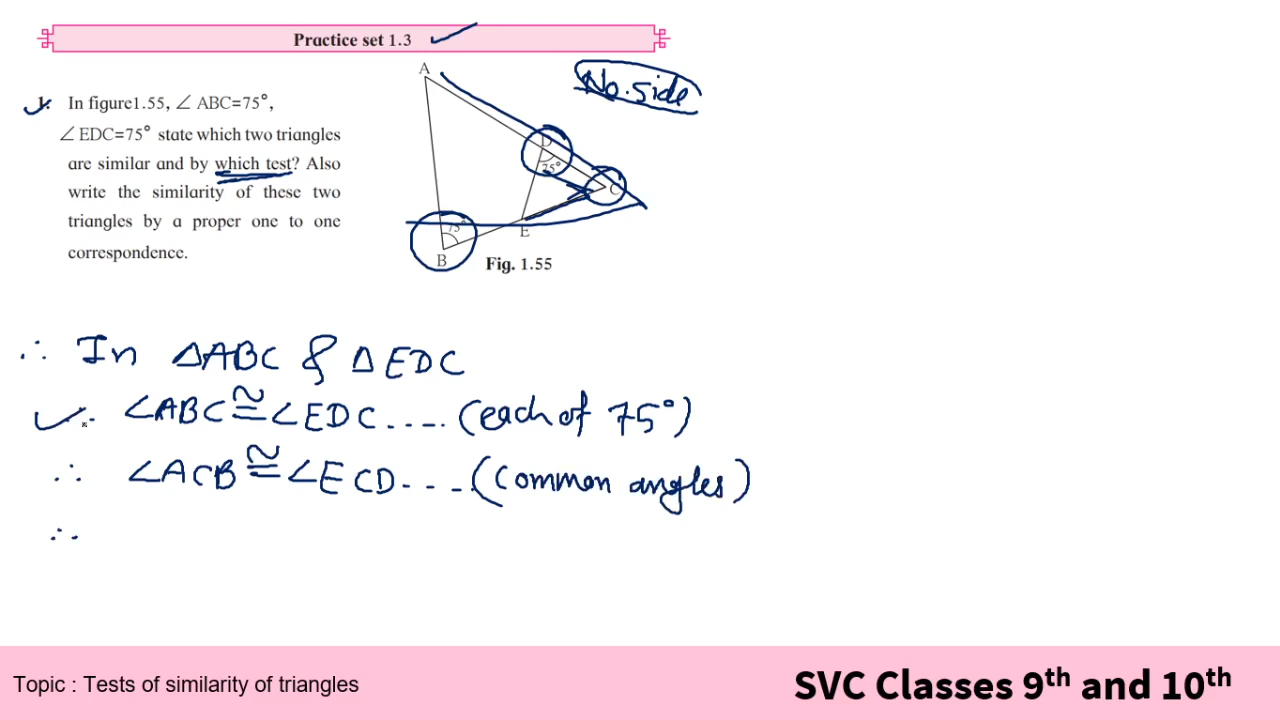 Practice set 1.3
1. In figure1.55, ∠ ABC=75°,
∠EDC=75° state which two triangles
are similar and by which test? Also
write the similarity of these two
triangles by a proper one to one
correspondence.
A
No. side
D
75°
C
75°
E
B
Fig. 1.55
∴ In △ABC & △EDC
∴ ∠ABC ≅ ∠EDC .... (each of 75°)
∴ ∠ACB ≅ ∠ECD... (Common angles)
∴
Topic : Tests of similarity of triangles
SVC Classes 9th and 10th